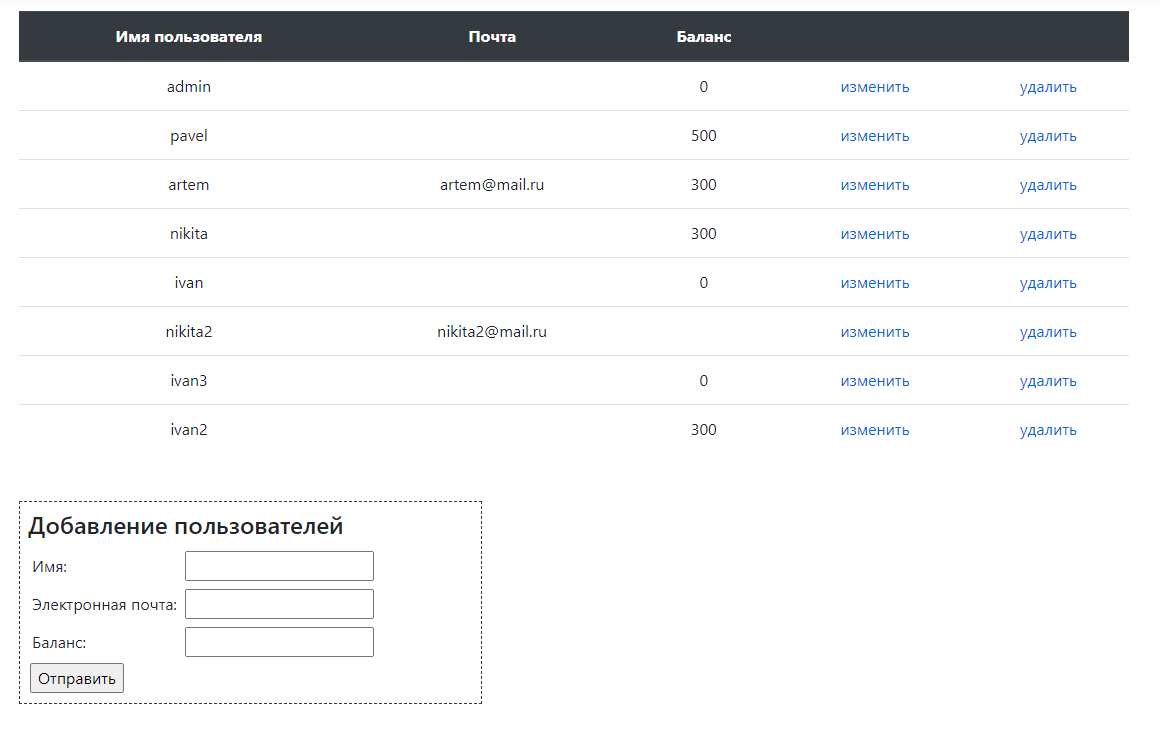 Имя пользователя Почта Баланс
admin 0 изменить удалить
pavel 500 изменить удалить
artem artem@mail.ru 300 изменить удалить
nikita 300 изменить удалить
ivan 0 изменить удалить
nikita2 nikita2@mail.ru изменить удалить
ivan3 0 изменить удалить
ivan2 300 изменить удалить
Добавление пользователей
Имя:
Электронная почта:
Баланс:
Отправить